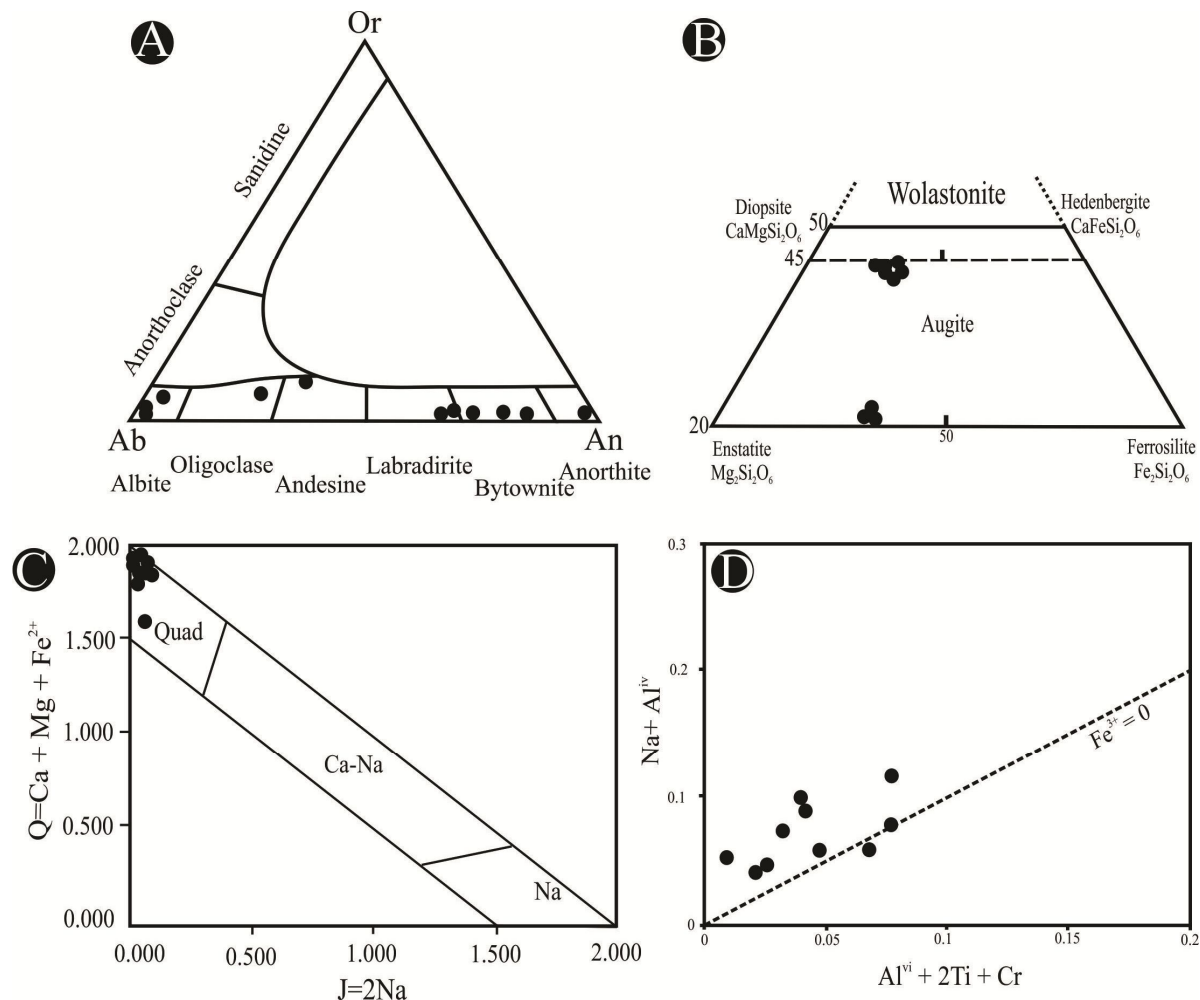 A
Or
Sanidine
Anorthoclase
Ab
An
Albite
Oligoclase
Andesine
Labradirite
Bytownite
Anorthite
B
Wolastonite
Diopsite
CaMgSi₂O₆
Hedenbergite
CaFeSi₂O₆
50
45
Augite
20
50
Enstatite
Mg₂Si₂O₆
Ferrosilite
Fe₂Si₂O₆
C
Q=Ca + Mg + Fe²⁺
2.000
1.500
1.000
0.500
0.000
Quad
Ca-Na
Na
0.000 0.500 1.000 1.500 2.000
J=2Na
D
Na+ Alⁱᵛ
0.3
0.2
0.1
0
Fe³⁺ = 0
0 0.05 0.1 0.15 0.2
Alᵛⁱ + 2Ti + Cr